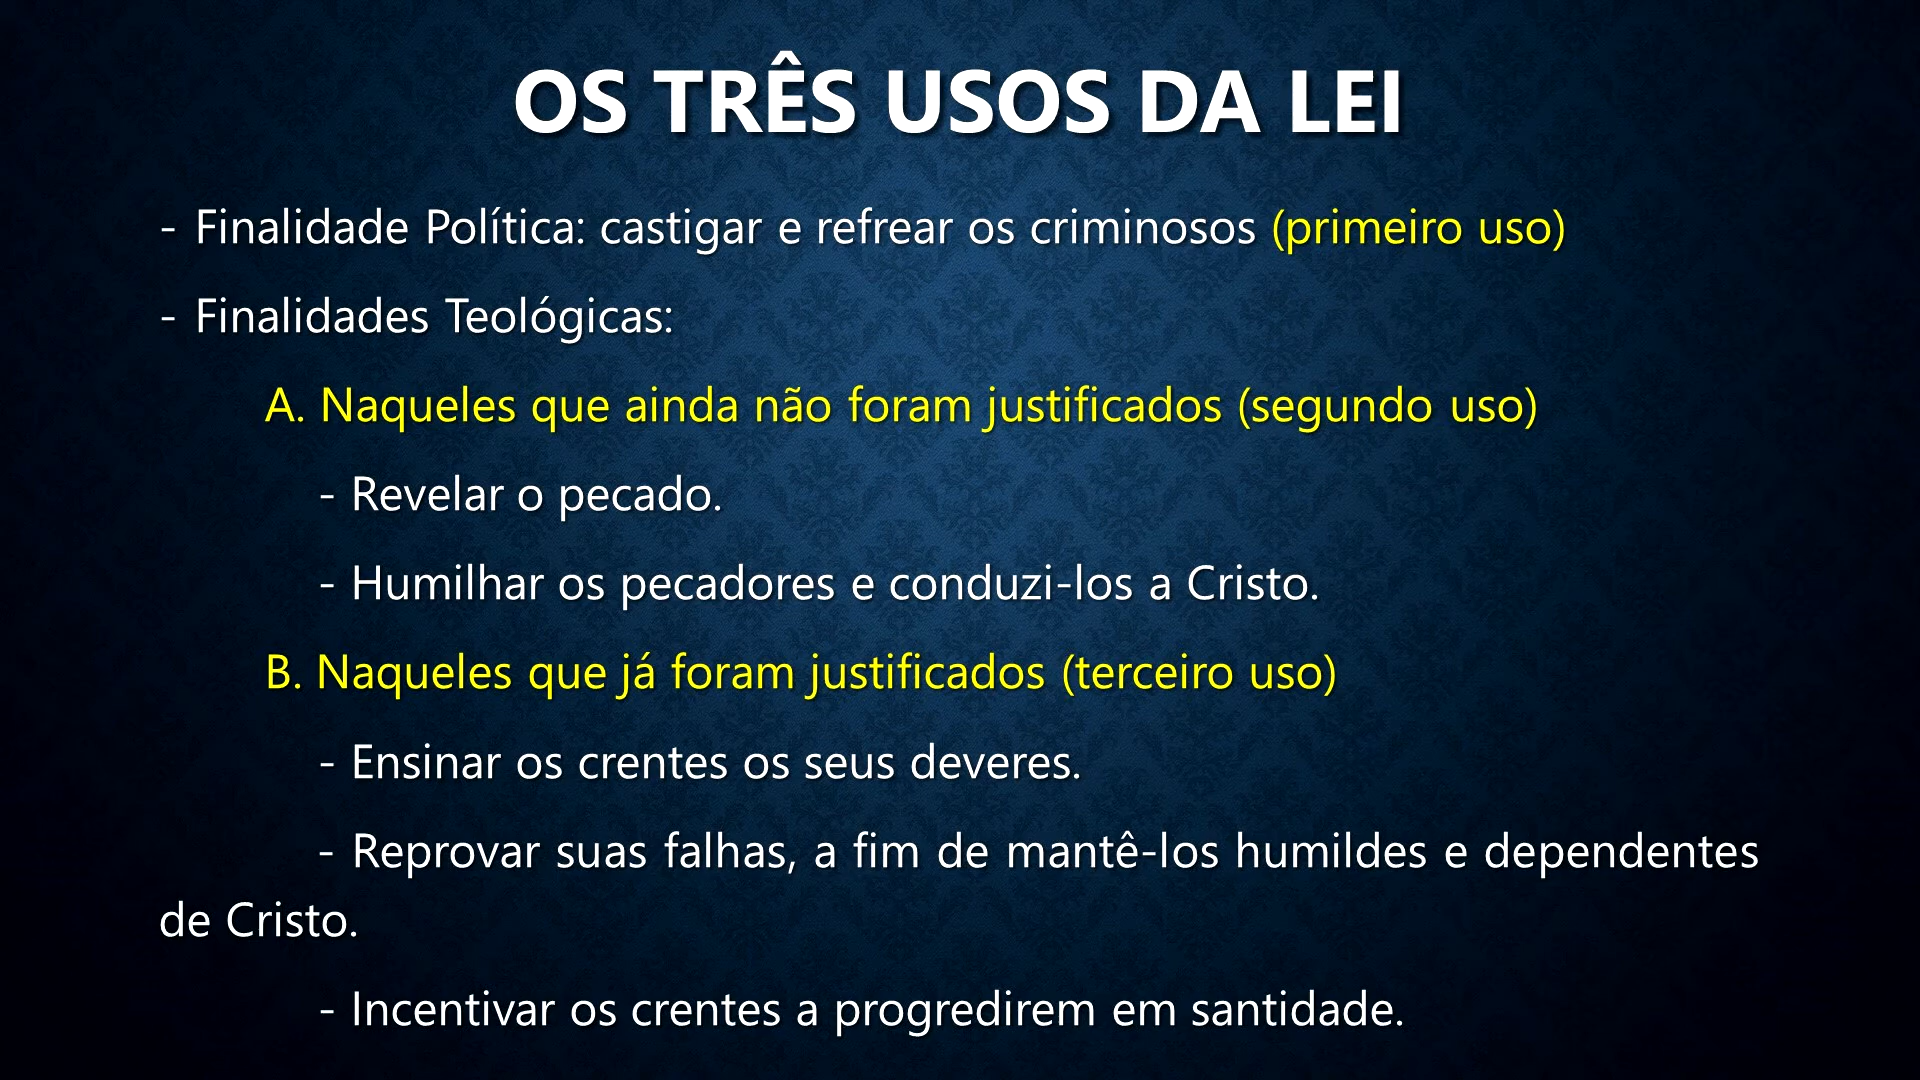 OS TRÊS USOS DA LEI
- Finalidade Política: castigar e refrear os criminosos (primeiro uso)
- Finalidades Teológicas:
A. Naqueles que ainda não foram justificados (segundo uso)
- Revelar o pecado.
- Humilhar os pecadores e conduzi-los a Cristo.
B. Naqueles que já foram justificados (terceiro uso)
- Ensinar os crentes os seus deveres.
- Reprovar suas falhas, a fim de mantê-los humildes e dependentes
de Cristo.
- Incentivar os crentes a progredirem em santidade.